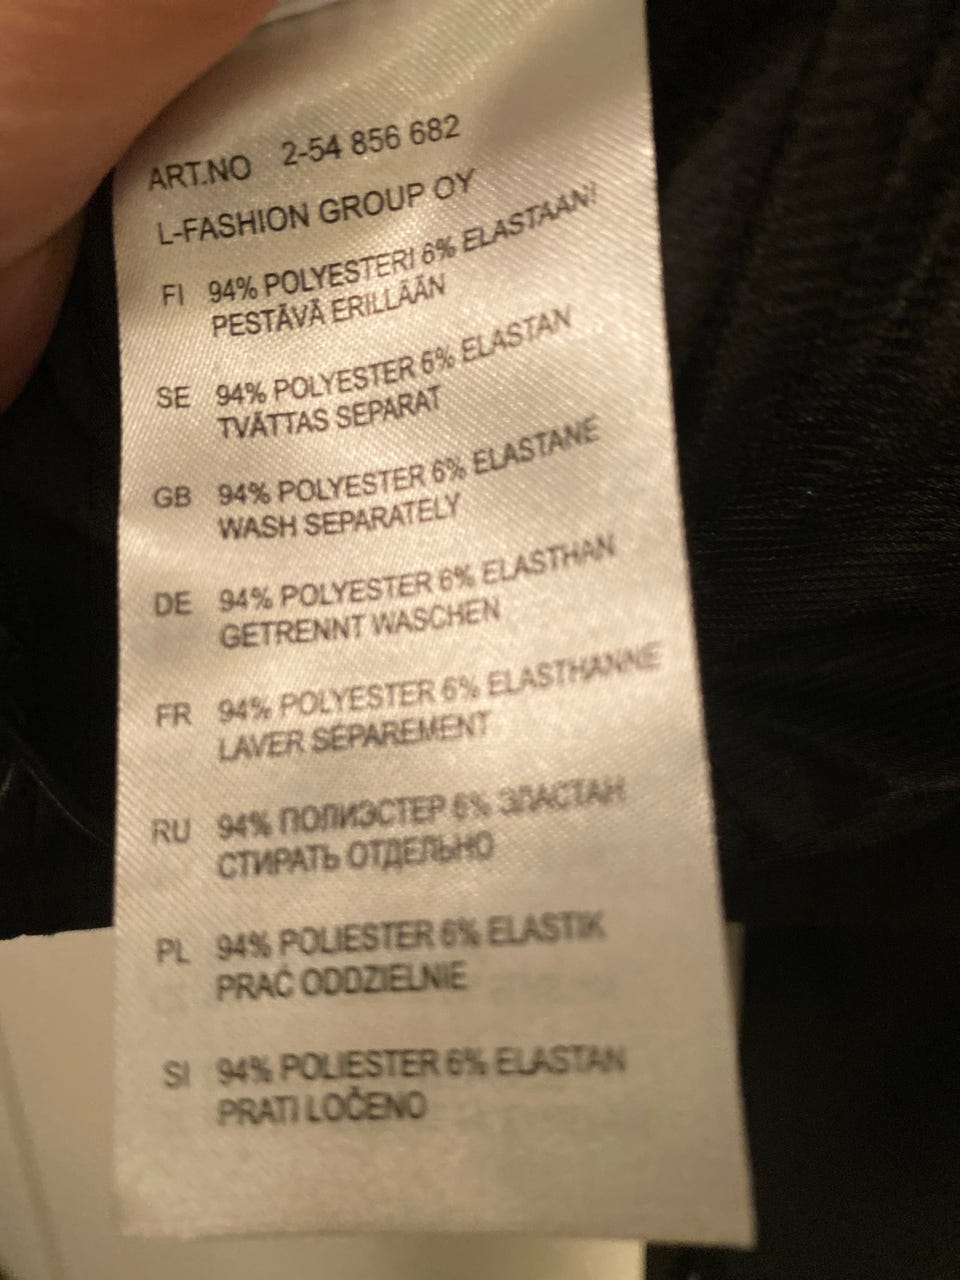 ART.NO 2-54 856 682
L-FASHION GROUP OY
FI 94% POLYESTERI 6% ELASTAANI
PESTÄVÄ ERILLÄÄN
SE 94% POLYESTER 6% ELASTAN
TVÄTTAS SEPARAT
GB 94% POLYESTER 6% ELASTANE
WASH SEPARATELY
DE 94% POLYESTER 6% ELASTHAN
GETRENNT WASCHEN
FR 94% POLYESTER 6% ELASTHANNE
LAVER SÉPAREMENT
RU 94% ПОЛИЭСТЕР 6% ЭЛАСТАН
СТИРАТЬ ОТДЕЛЬНО
PL 94% POLIESTER 6% ELASTIK
PRAĆ ODDZIELNIE
SI 94% POLIESTER 6% ELASTAN
PRATI LOČENO